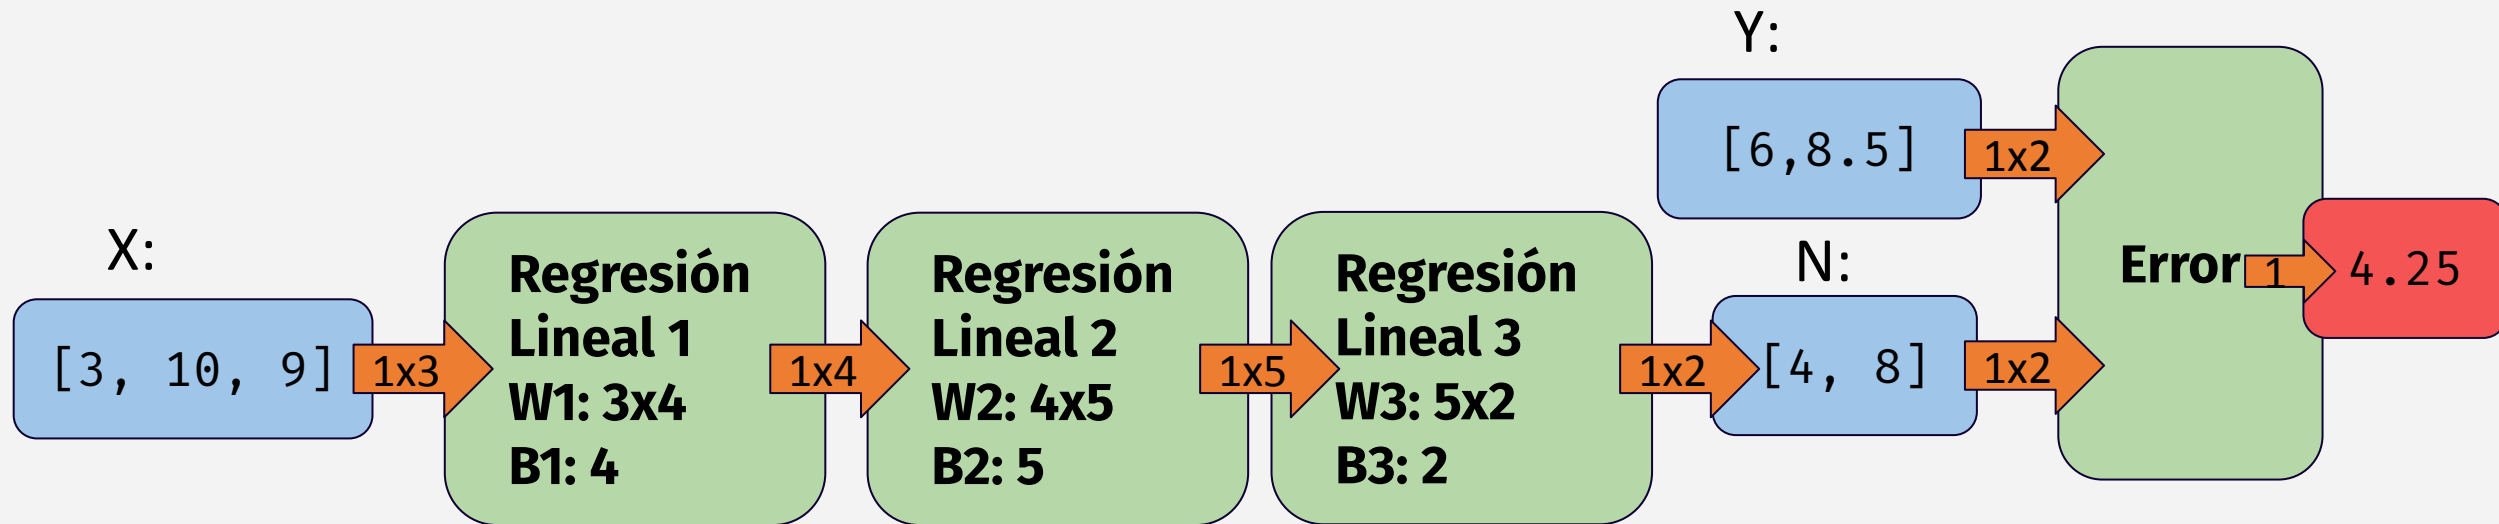 X:
[3,  10, 9]
1x3
Regresión
Lineal 1
W1: 3x4
B1: 4
1x4
Regresión
Lineal 2
W2: 4x5
B2: 5
1x5
Regresión
Lineal 3
W3: 5x2
B3: 2
1x2
Y:
[6,8.5]
1x2
N:
[4, 8]
1x2
Error
1
4.25